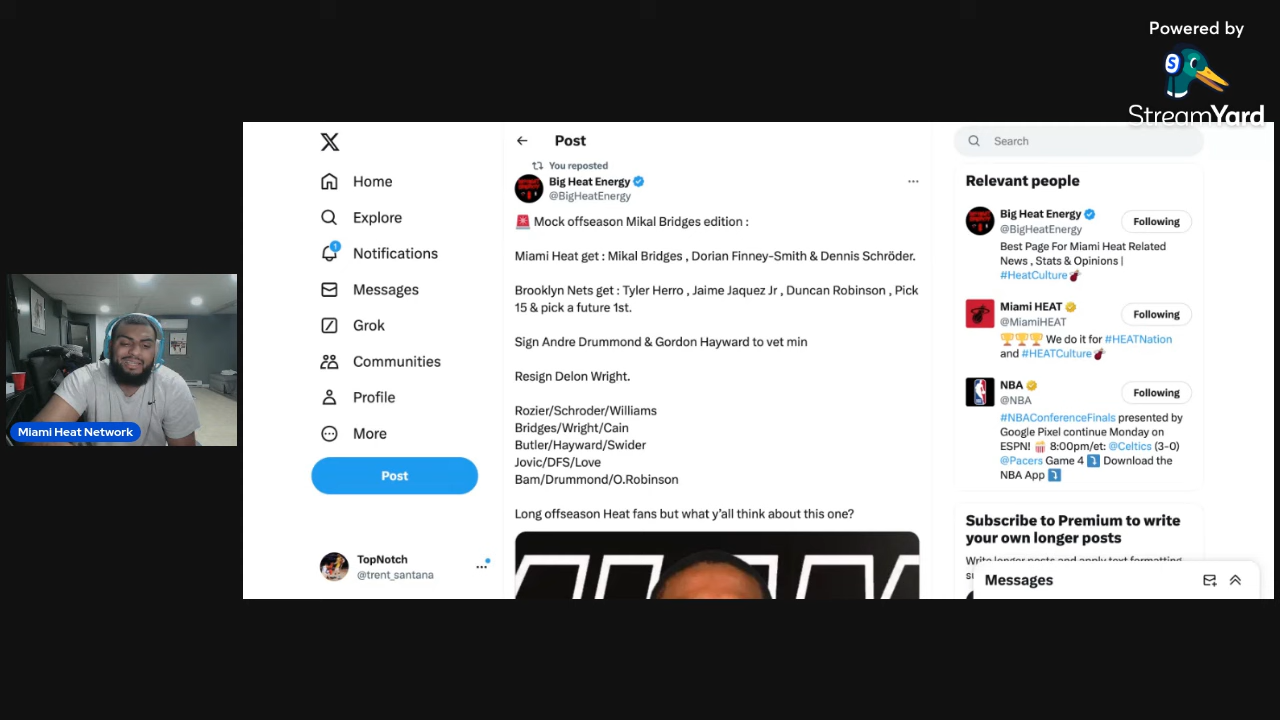 Powered by
S
StreamYard
X
Home
Explore
1
Notifications
Messages
Grok
Communities
Profile
More
Post
TopNotch
@trent_santana
Post
You reposted
Big Heat Energy
@BigHeatEnergy
🚨 Mock offseason Mikal Bridges edition :
Miami Heat get : Mikal Bridges , Dorian Finney-Smith & Dennis Schröder.
Brooklyn Nets get : Tyler Herro , Jaime Jaquez Jr , Duncan Robinson , Pick
15 & pick a future 1st.
Sign Andre Drummond & Gordon Hayward to vet min
Resign Delon Wright.
Rozier/Schroder/Williams
Bridges/Wright/Cain
Butler/Hayward/Swider
Jovic/DFS/Love
Bam/Drummond/O.Robinson
Long offseason Heat fans but what y'all think about this one?
Search
Relevant people
Big Heat Energy
@BigHeatEnergy
Following
Best Page For Miami Heat Related
News , Stats & Opinions |
#HeatCulture💣
Miami HEAT
@MiamiHEAT
Following
🏆🏆🏆 We do it for #HEATNation
and #HEATCulture💣
NBA
@NBA
Following
#NBAConferenceFinals presented by
Google Pixel continue Monday on
ESPN! 🍿 8:00pm/et: @Celtics (3-0)
@Pacers Game 4 ⤵️ Download the
NBA App ⤵️
Subscribe to Premium to write
your own longer posts
Write longer posts and apply text formatting
Messages
Miami Heat Network